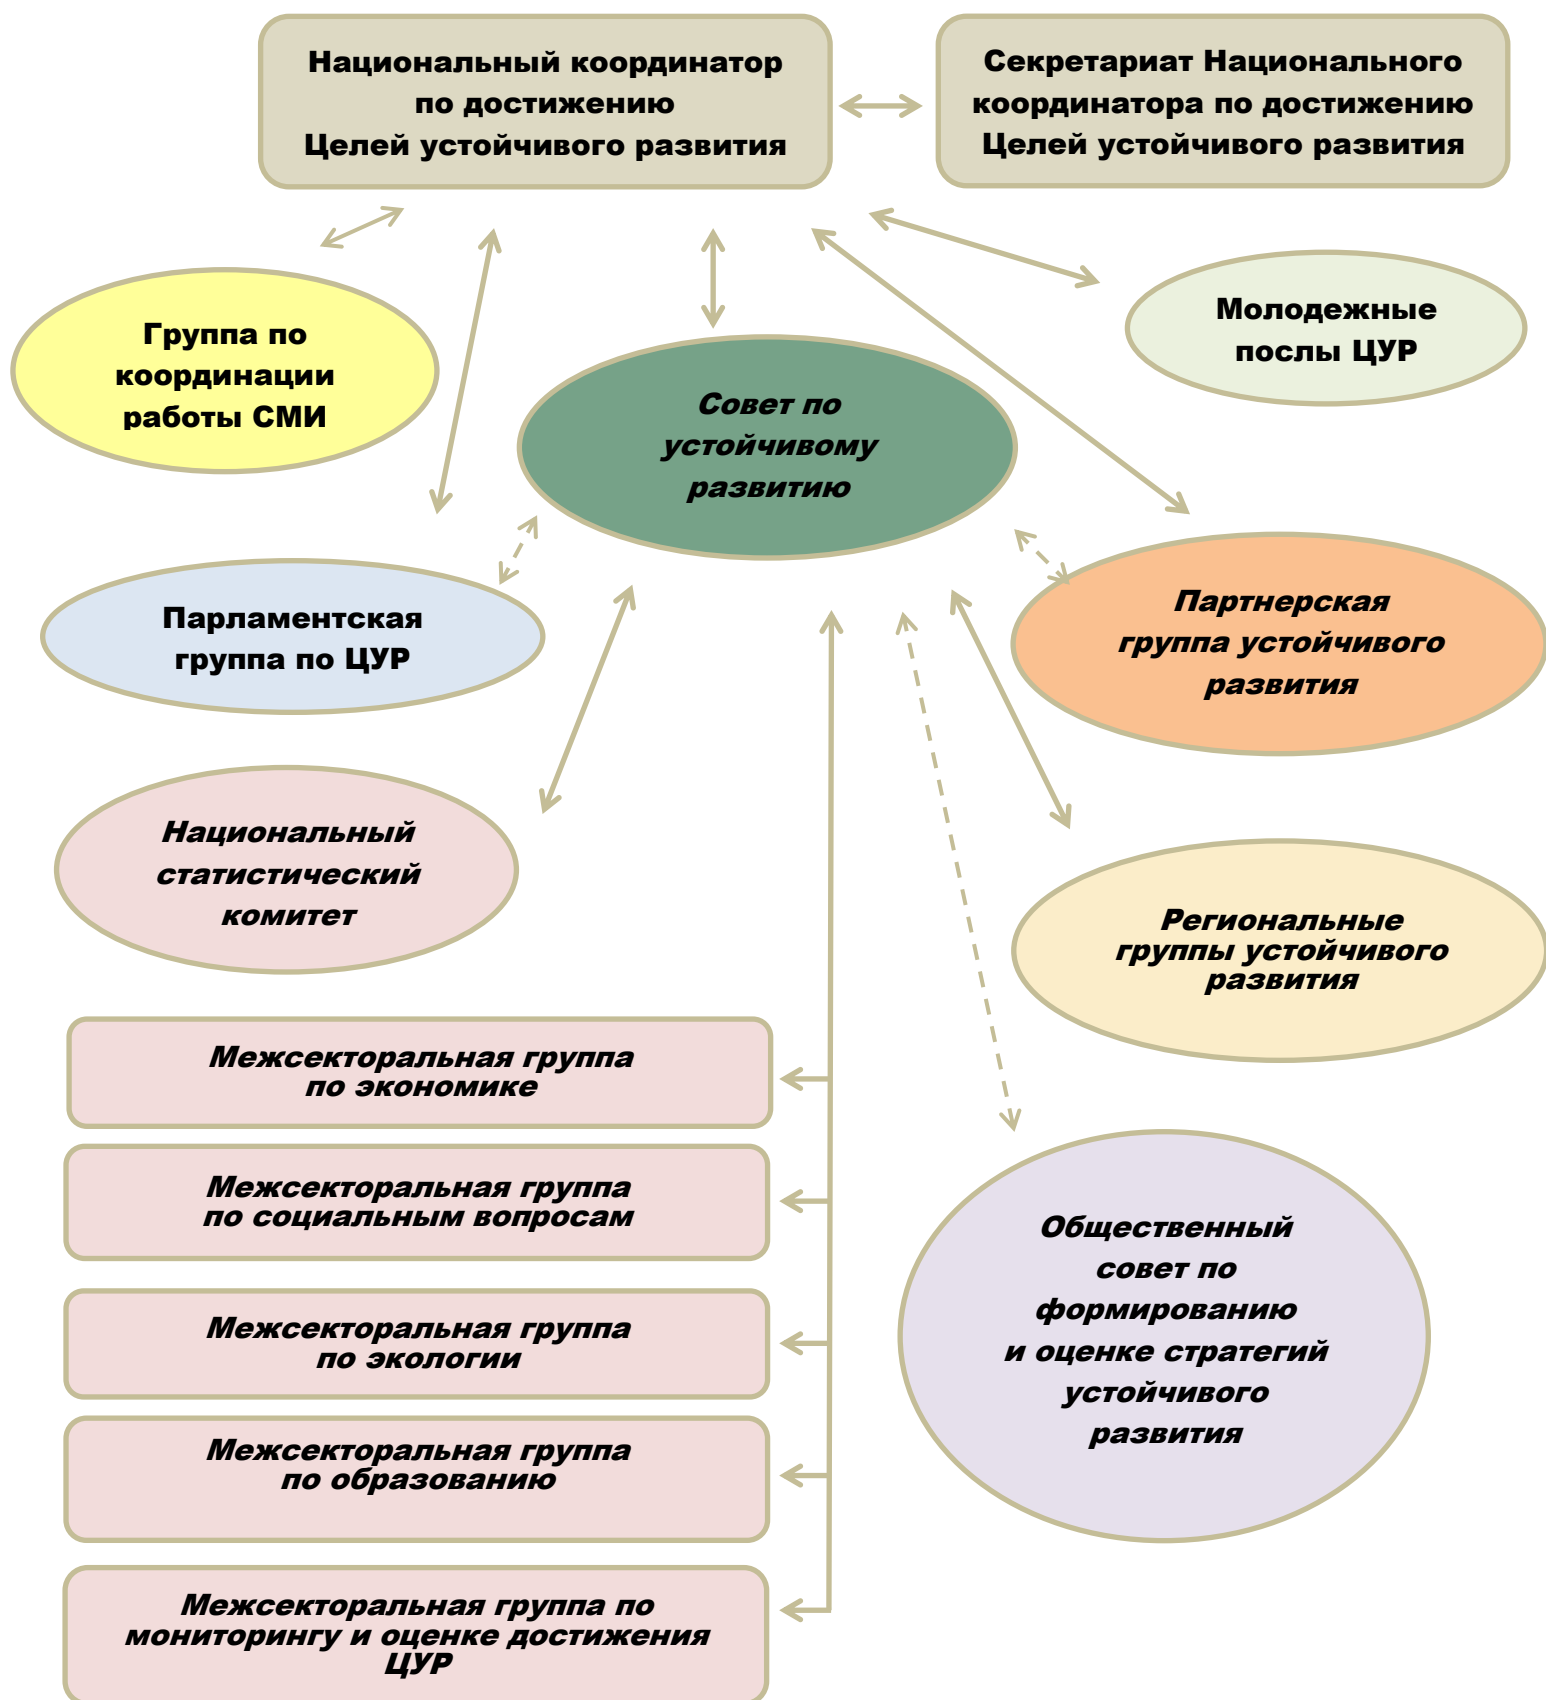 Национальный координатор
по достижению
Целей устойчивого развития
Секретариат Национального
координатора по достижению
Целей устойчивого развития
Группа по
координации
работы СМИ
Молодежные
послы ЦУР
Совет по
устойчивому
развитию
Парламентская
группа по ЦУР
Партнерская
группа устойчивого
развития
Национальный
статистический
комитет
Региональные
группы устойчивого
развития
Межсекторальная группа
по экономике
Межсекторальная группа
по социальным вопросам
Межсекторальная группа
по экологии
Межсекторальная группа
по образованию
Межсекторальная группа по
мониторингу и оценке достижения
ЦУР
Общественный
совет по
формированию
и оценке стратегий
устойчивого
развития